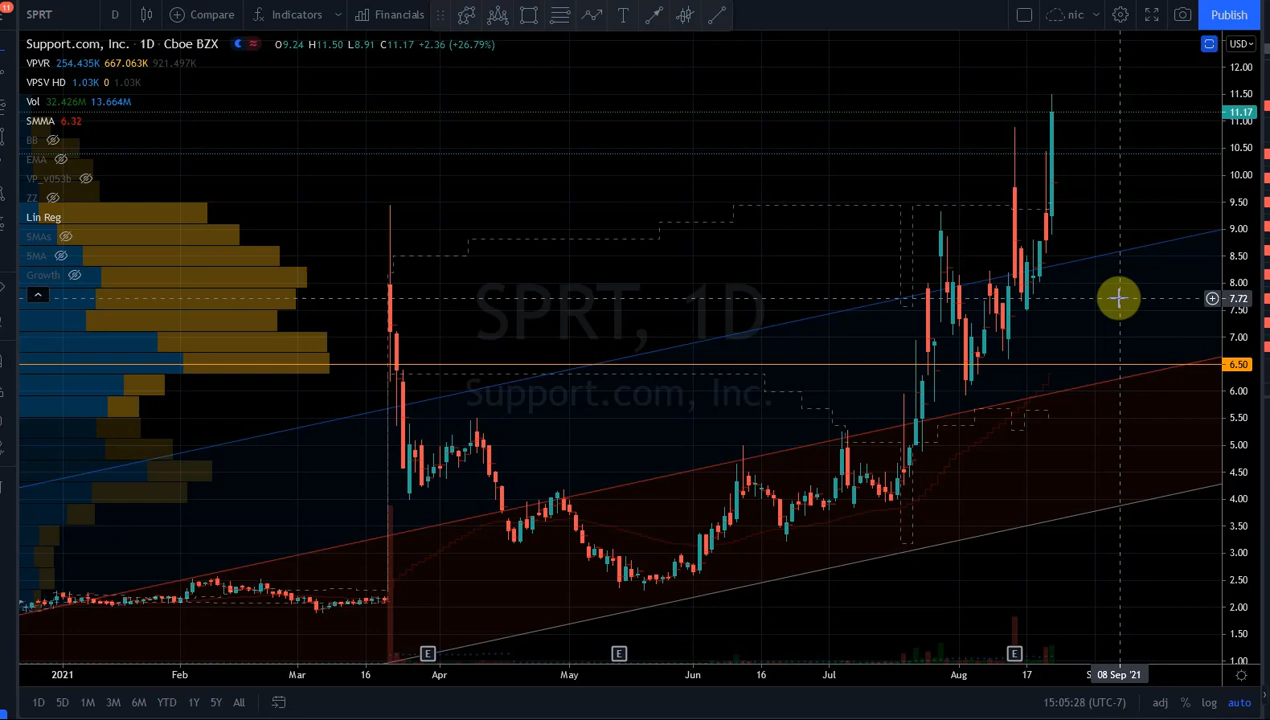 11
SPRT D Compare Indicators Financials T nic Publish
Support.com, Inc. · 1D · Cboe BZX O9.24 H11.50 L8.91 C11.17 +2.36 (+26.79%) USD
VPVR 254.435K 667.063K 921.497K
VPSV HD 1.03K 0 1.03K
Vol 32.426M 13.664M
SMMA 6.32
BB
EMA
VP_v053b
ZZ
Lin Reg
SMAs
SMA
Growth
SPRT, 1D
Support.com, Inc.
12.00
11.50
11.17
11.00
10.50
10.00
9.50
9.00
8.50
8.00
7.72
7.50
7.00
6.50
6.00
5.50
5.00
4.50
4.00
3.50
3.00
2.50
2.00
1.50
1.00
E E E
2021 Feb Mar 16 Apr May Jun 16 Jul Aug 17 08 Sep '21
1D 5D 1M 3M 6M YTD 1Y 5Y All 15:05:28 (UTC-7) adj % log auto